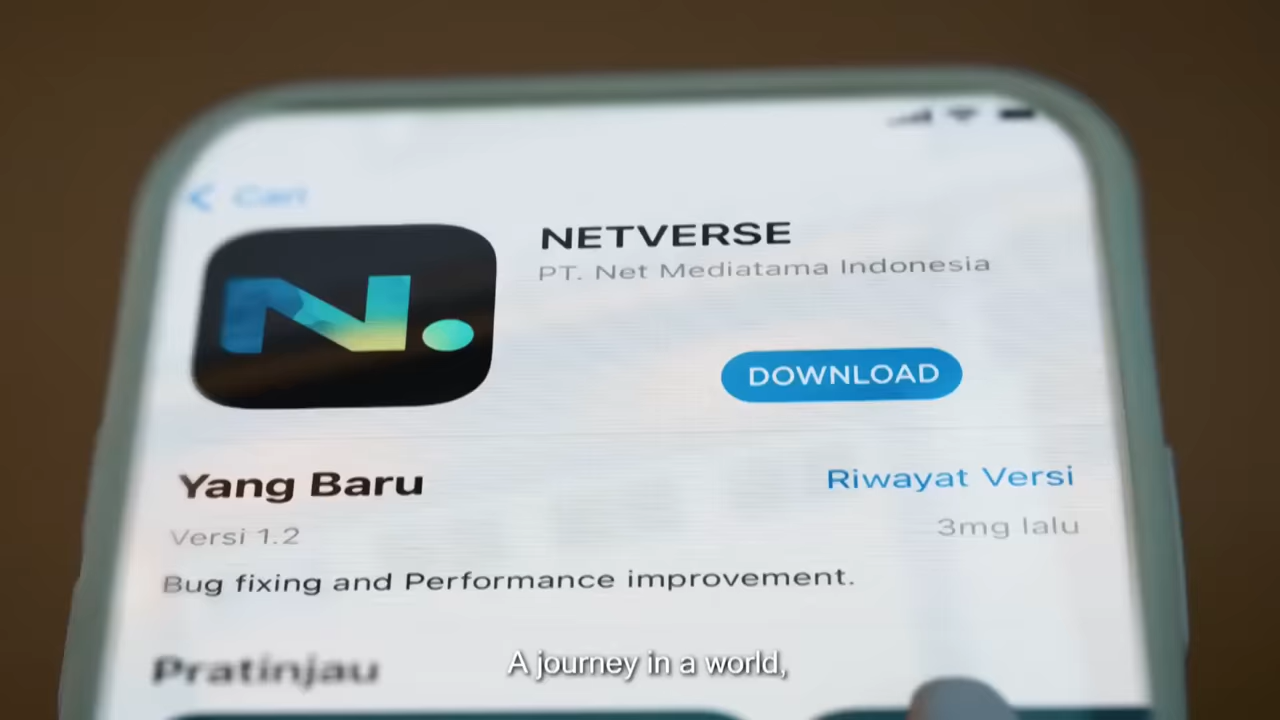 Cari
NETVERSE
PT. Net Mediatama Indonesia
N.
DOWNLOAD
Yang Baru
Riwayat Versi
Versi 1.2
3mg lalu
Bug fixing and Performance improvement.
Pratinjau
A journey in a world,